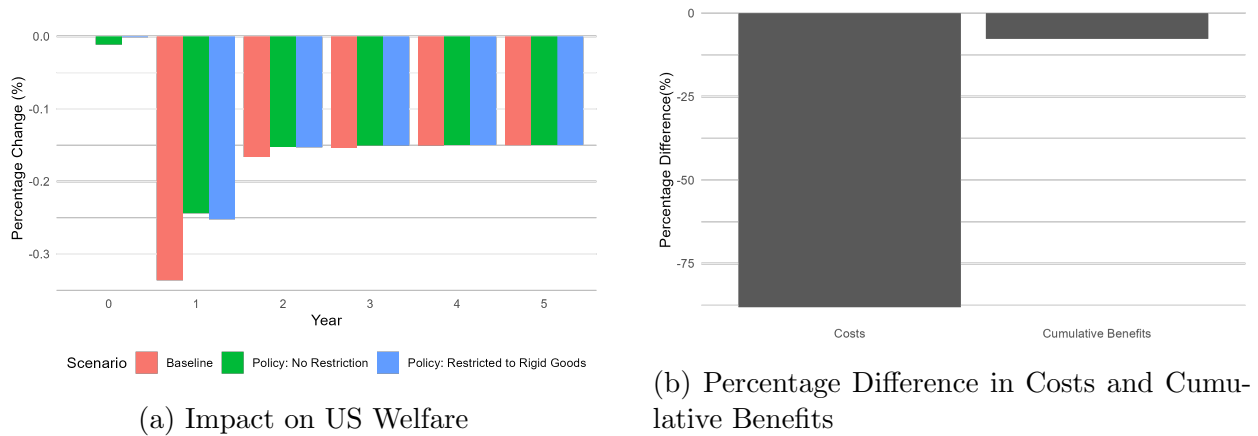 0.0
-0.1
-0.2
-0.3
Percentage Change (%)
0 1 2 3 4 5
Year
Scenario Baseline Policy: No Restriction Policy: Restricted to Rigid Goods
(a) Impact on US Welfare
0
-25
-50
-75
Percentage Difference(%)
Costs Cumulative Benefits
(b) Percentage Difference in Costs and Cumu-
lative Benefits